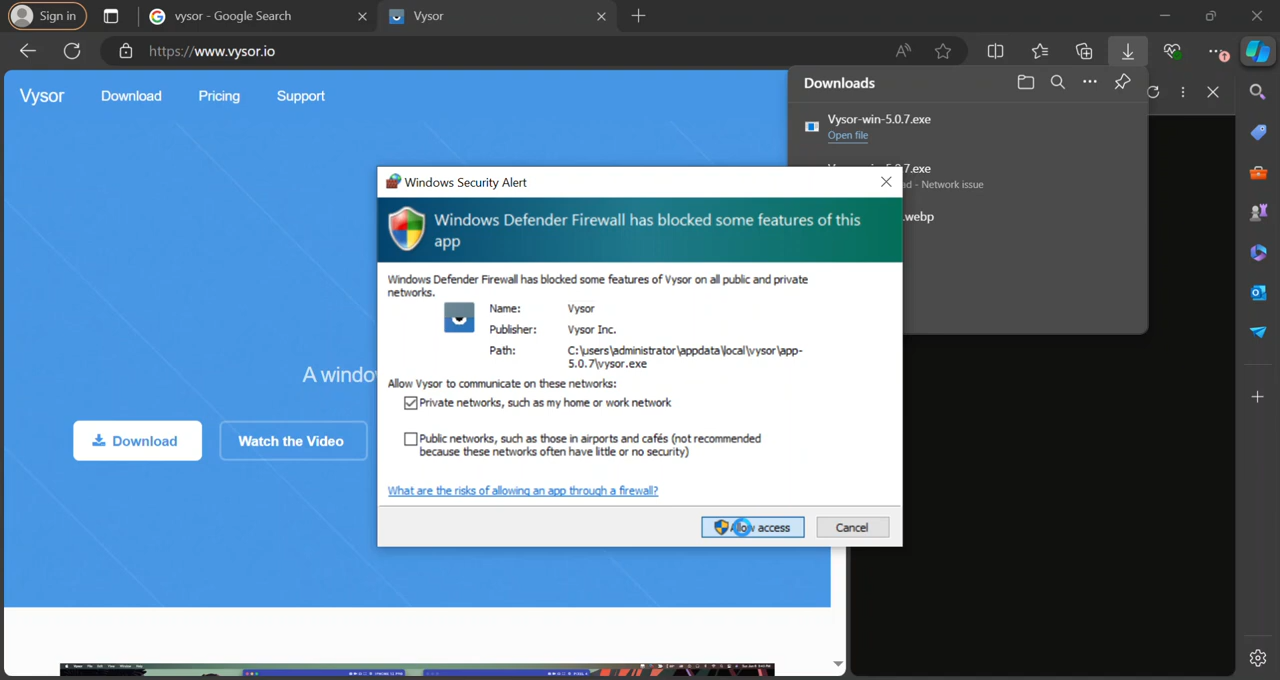 Sign in
vysor - Google Search
Vysor
https://www.vysor.io
Vysor
Download
Pricing
Support
Downloads
Vysor-win-5.0.7.exe
Open file
7.exe
- Network issue
.webp
A windo
Download
Watch the Video
Windows Security Alert
Windows Defender Firewall has blocked some features of this
app
Windows Defender Firewall has blocked some features of Vysor on all public and private
networks.
Name: Vysor
Publisher: Vysor Inc.
Path: C:\users\administrator\appdata\local\vysor\app-
5.0.7\vysor.exe
Allow Vysor to communicate on these networks:
Private networks, such as my home or work network
Public networks, such as those in airports and cafés (not recommended
because these networks often have little or no security)
What are the risks of allowing an app through a firewall?
Allow access
Cancel